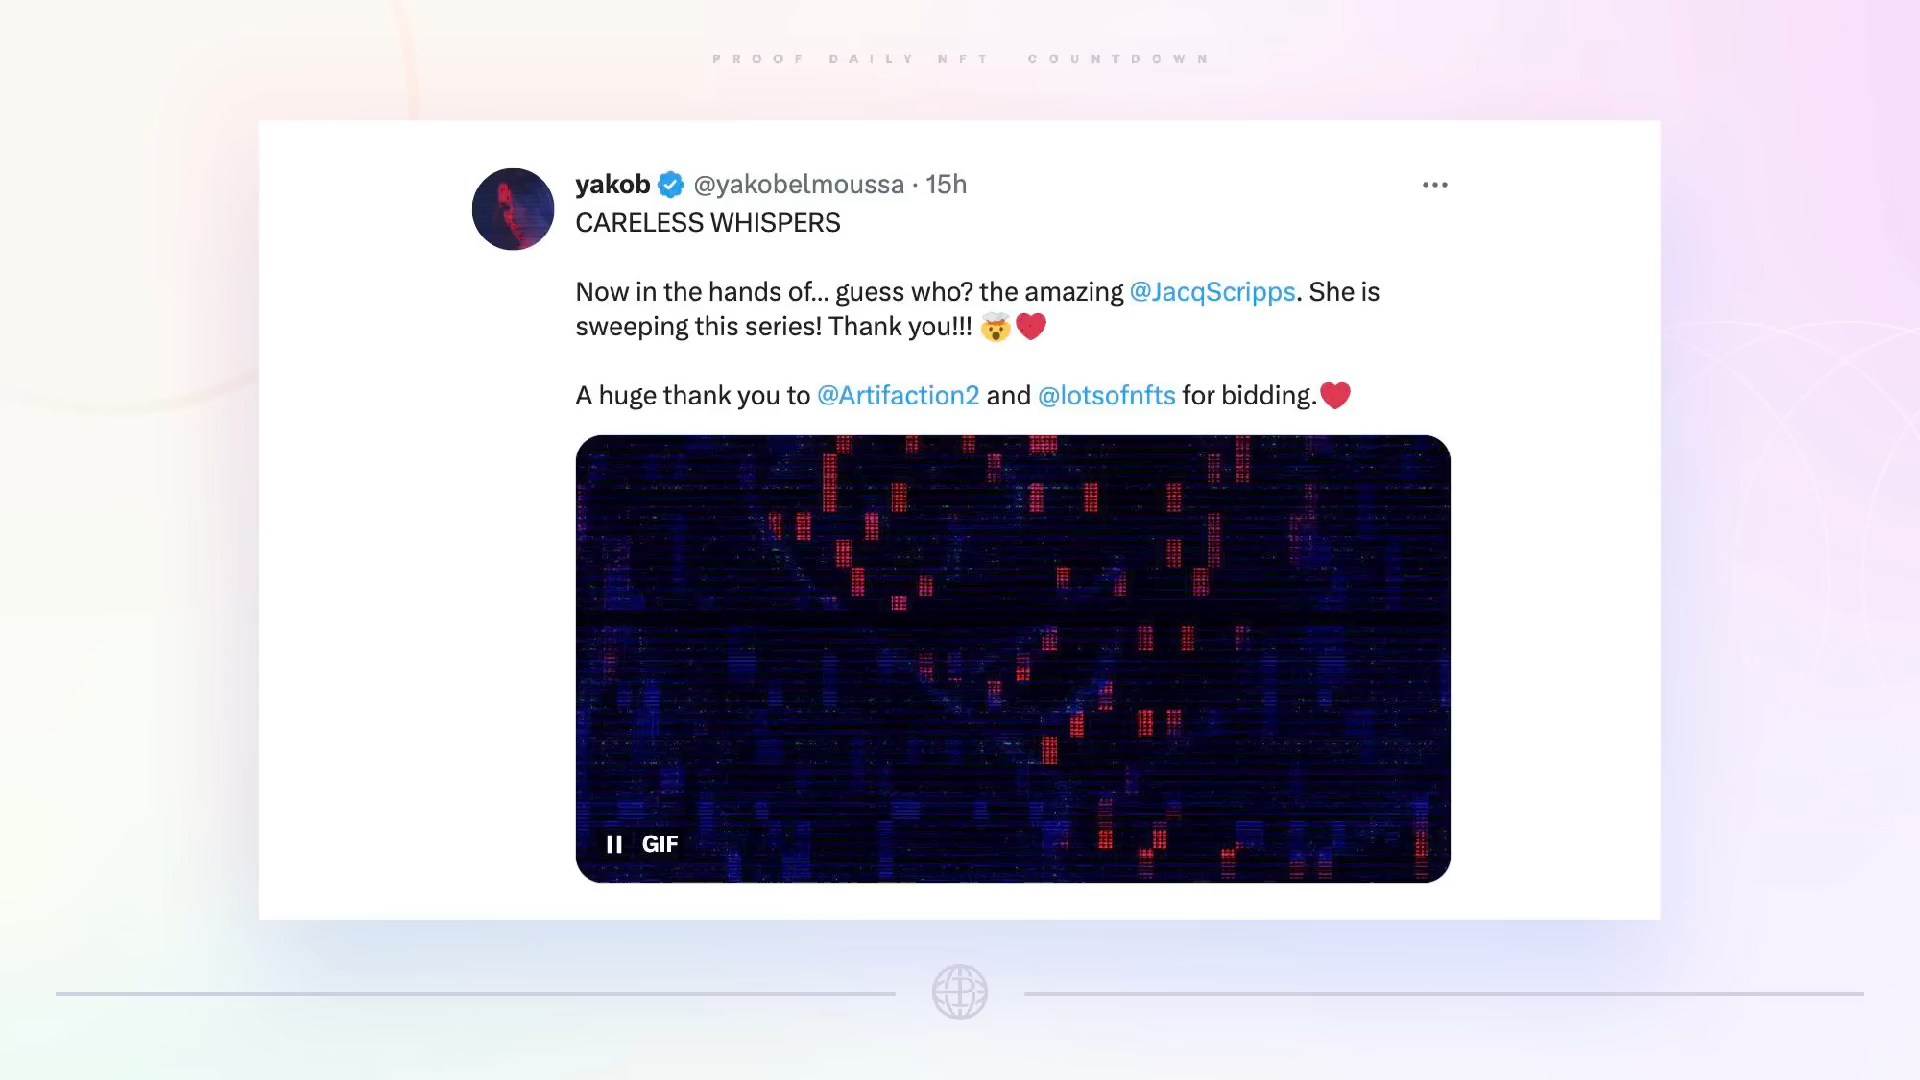 PROOF DAILY NFT COUNTDOWN
yakob @yakobelmoussa · 15h
CARELESS WHISPERS
Now in the hands of... guess who? the amazing @JacqScripps. She is
sweeping this series! Thank you!!! 🤯❤️
A huge thank you to @Artifaction2 and @lotsofnfts for bidding.❤️
GIF